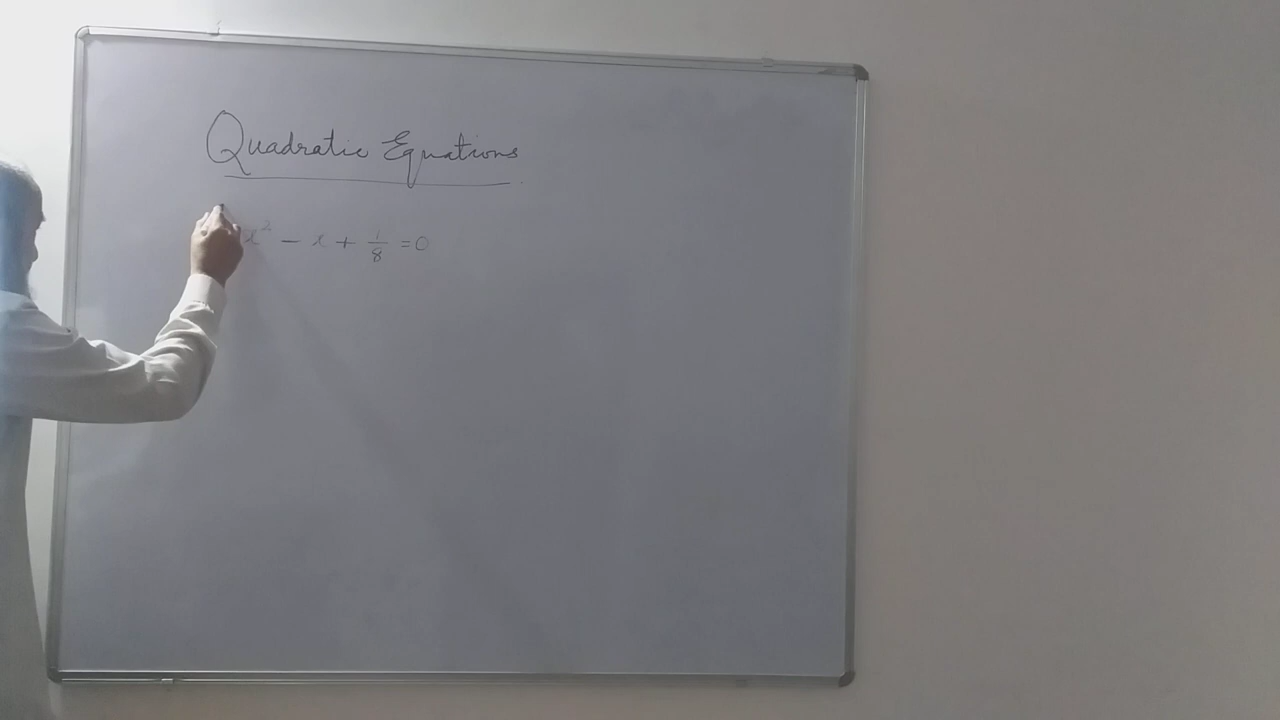 Quadratic Equations
x² - x + 1/8 = 0